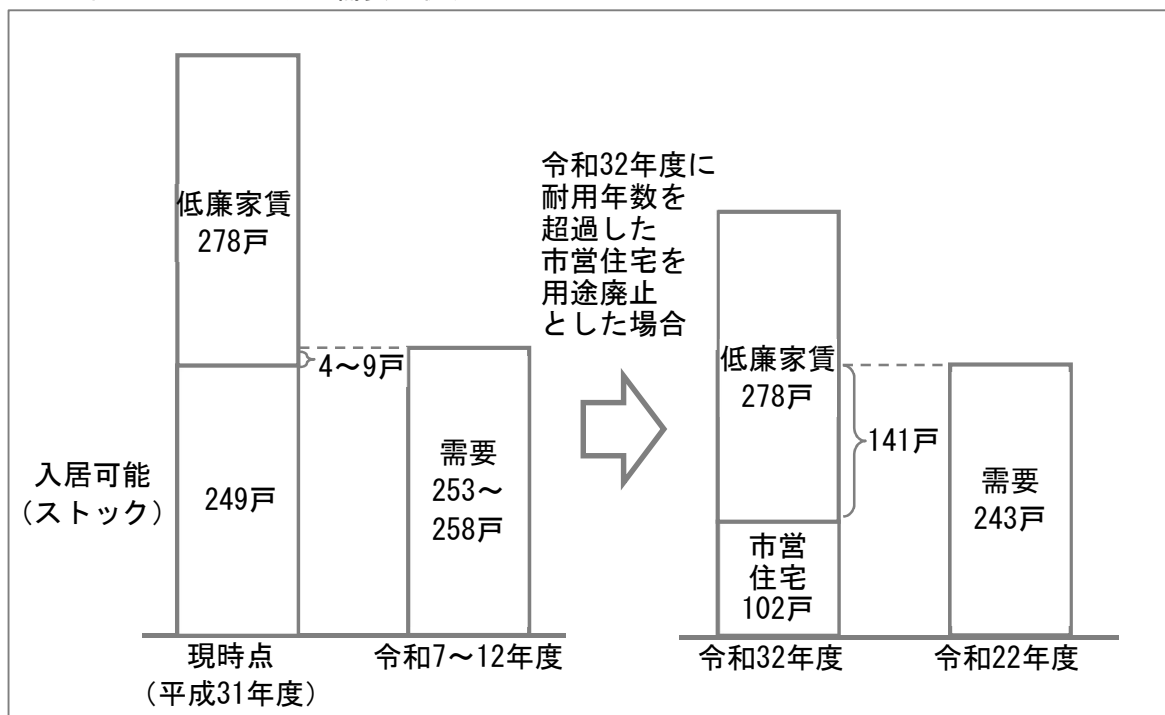 低廉家賃
278戸
4～9戸
入居可能
（ストック）
249戸
需要
253～
258戸
現時点
（平成31年度）
令和7～12年度
令和32年度に
耐用年数を
超過した
市営住宅を
用途廃止
とした場合
低廉家賃
278戸
141戸
市営
住宅
102戸
需要
243戸
令和32年度
令和22年度